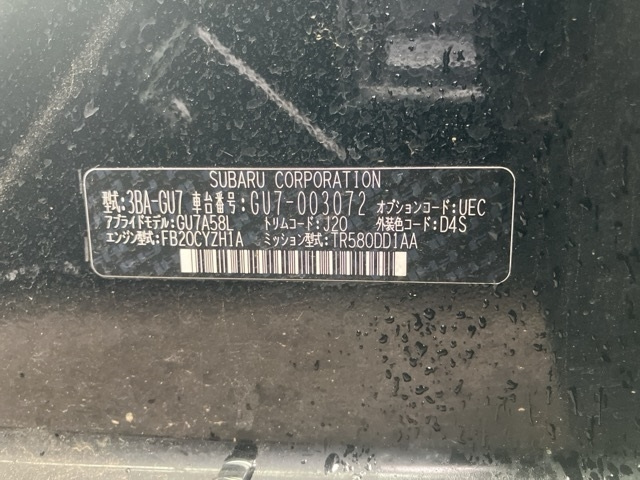 SUBARU CORPORATION
型式:3BA-GU7 車台番号:GU7-003072 オプションコード:UEC
アプライドモデル:GU7A58L トリムコード:J20 外装色コード:D4S
エンジン型式:FB20CYZH1A ミッション型式:TR580DD1AA